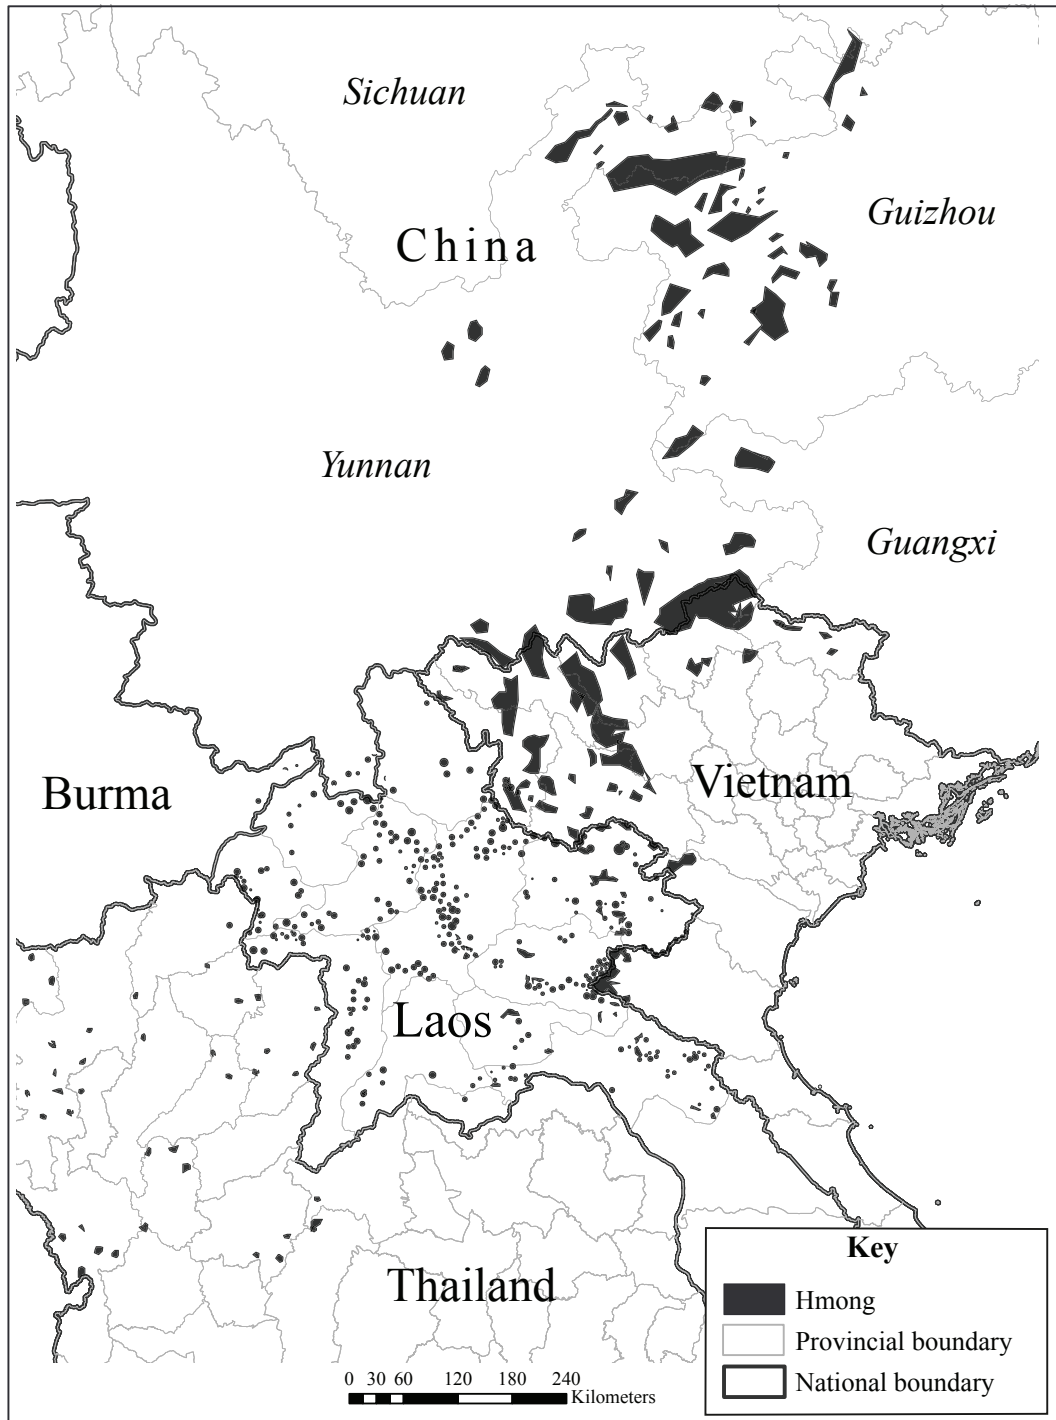 Sichuan
Guizhou
China
Yunnan
Guangxi
Burma
Vietnam
Laos
Thailand
Key
Hmong
Provincial boundary
National boundary
0 30 60 120 180 240
Kilometers